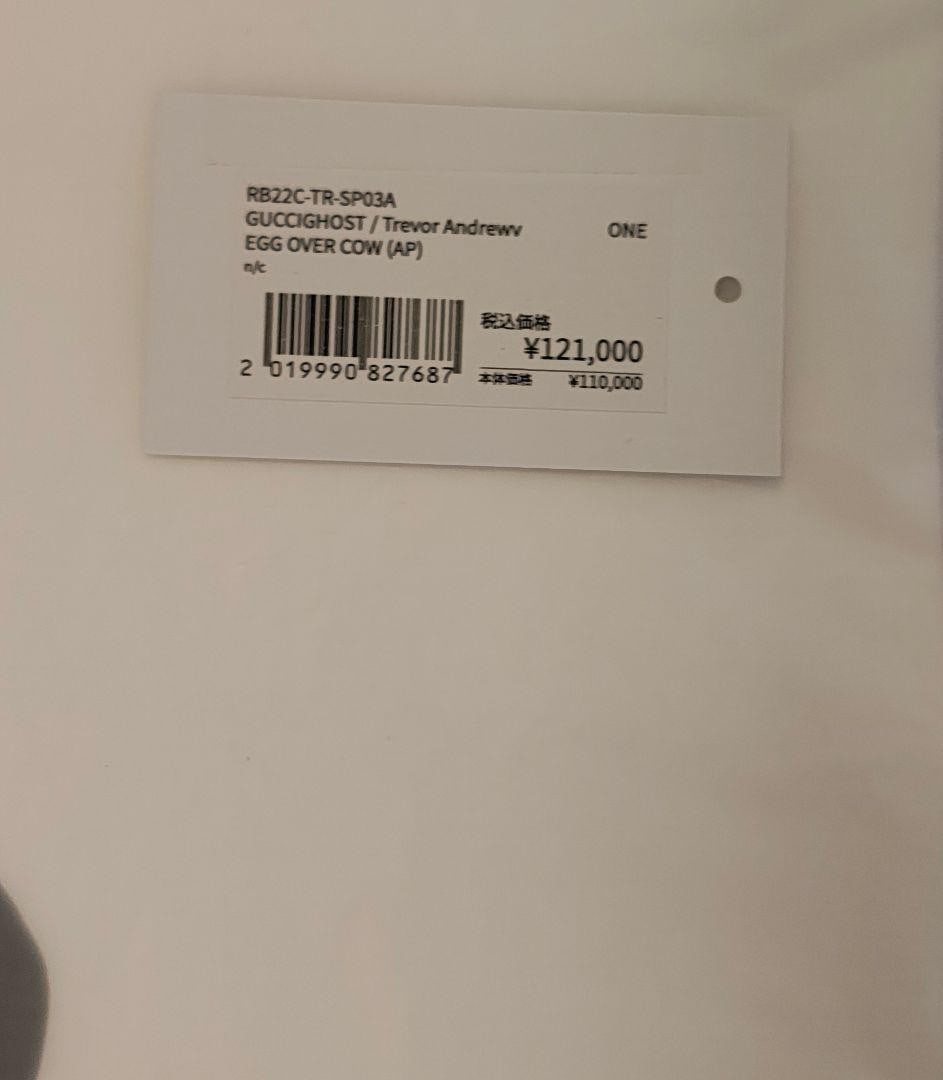 RB22C-TR-SP03A
GUCCIGHOST / Trevor Andrewv ONE
EGG OVER COW (AP)
n/c
税込価格
¥121,000
本体価格 ¥110,000
2 019990 827687